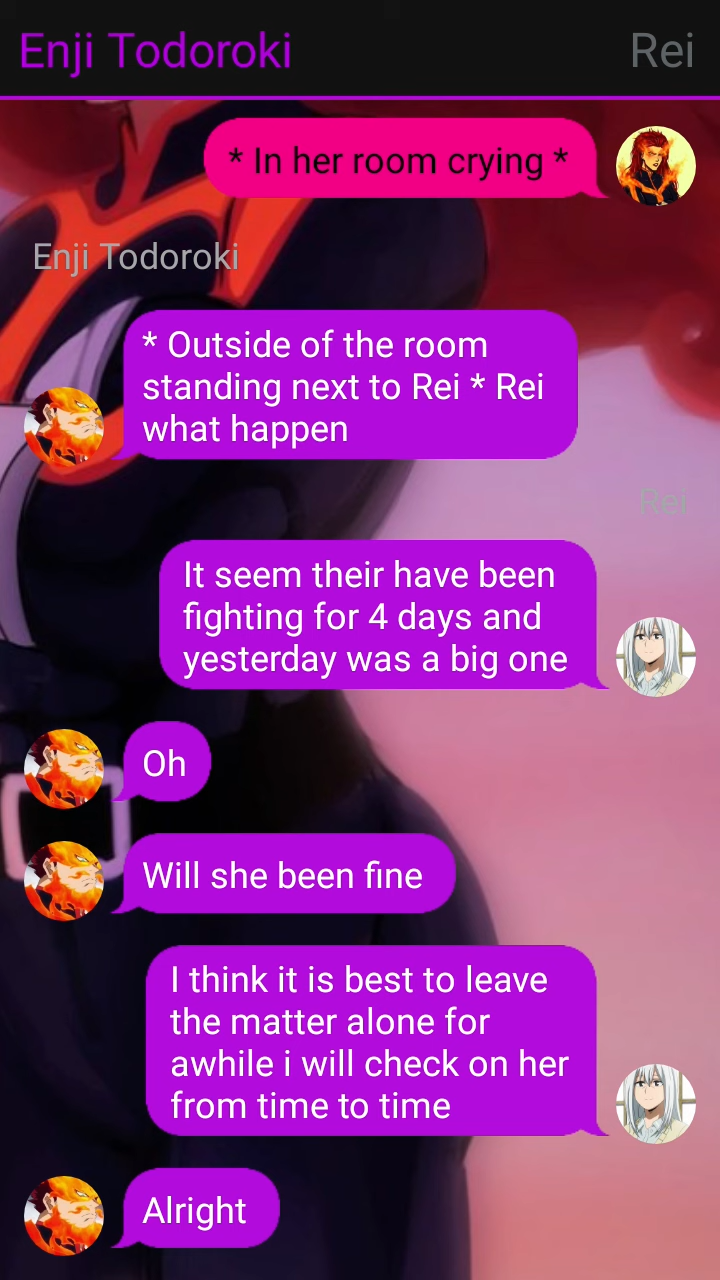 Enji Todoroki
Rei
* In her room crying *
Enji Todoroki
* Outside of the room
standing next to Rei * Rei
what happen
Rei
It seem their have been
fighting for 4 days and
yesterday was a big one
Oh
Will she been fine
I think it is best to leave
the matter alone for
awhile i will check on her
from time to time
Alright